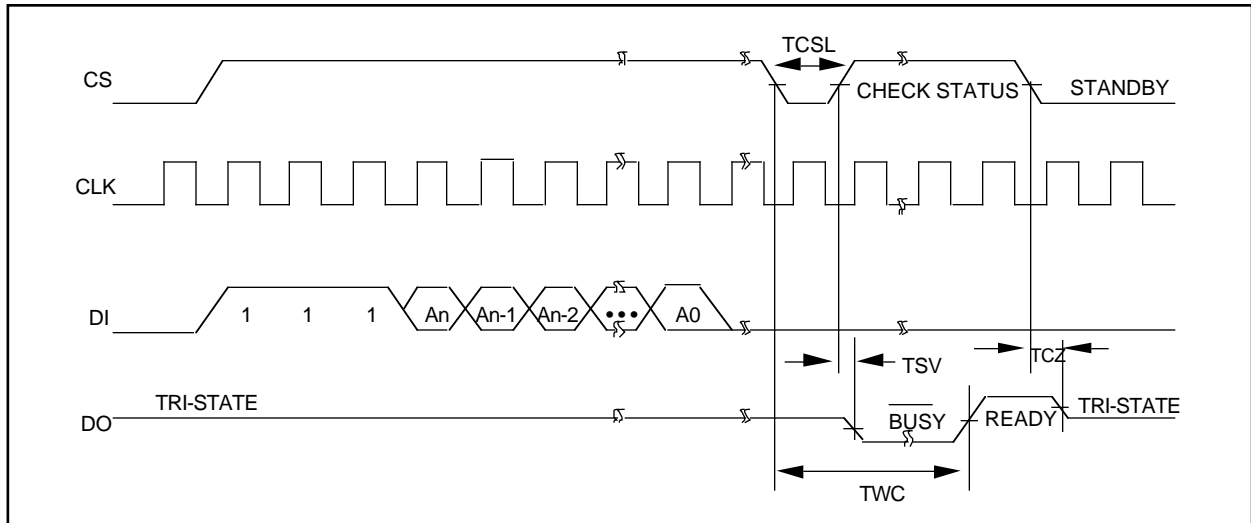 TCSL
CS
CHECK STATUS
STANDBY
CLK
DI
1 1 1 An An-1 An-2 ••• A0
TSV
TCZ
TRI-STATE
DO
BUSY
READY
TRI-STATE
TWC